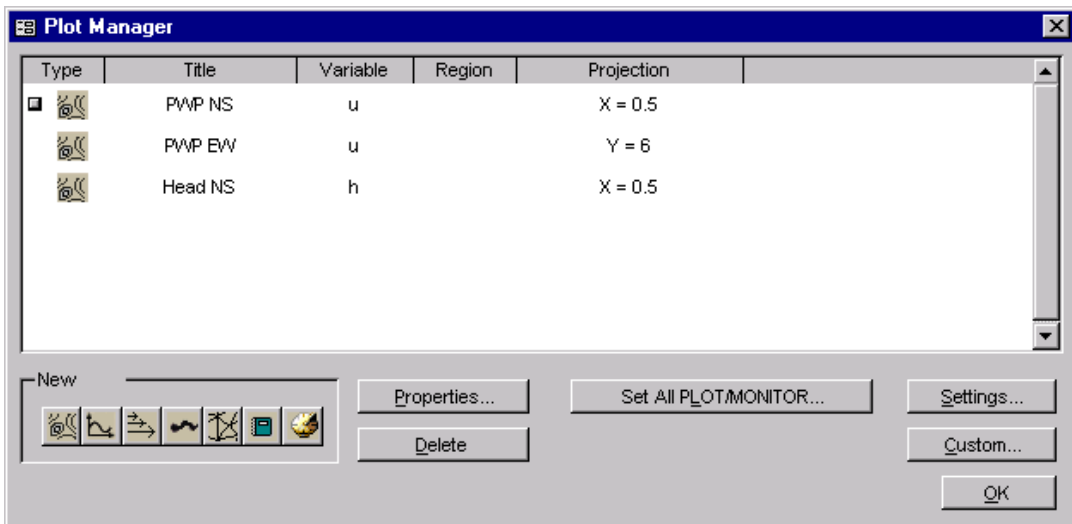 Plot Manager
Type Title Variable Region Projection
PWP NS u X = 0.5
PWP EW u Y = 6
Head NS h X = 0.5
New
Properties... Set All PLOT/MONITOR... Settings...
Delete Custom...
OK